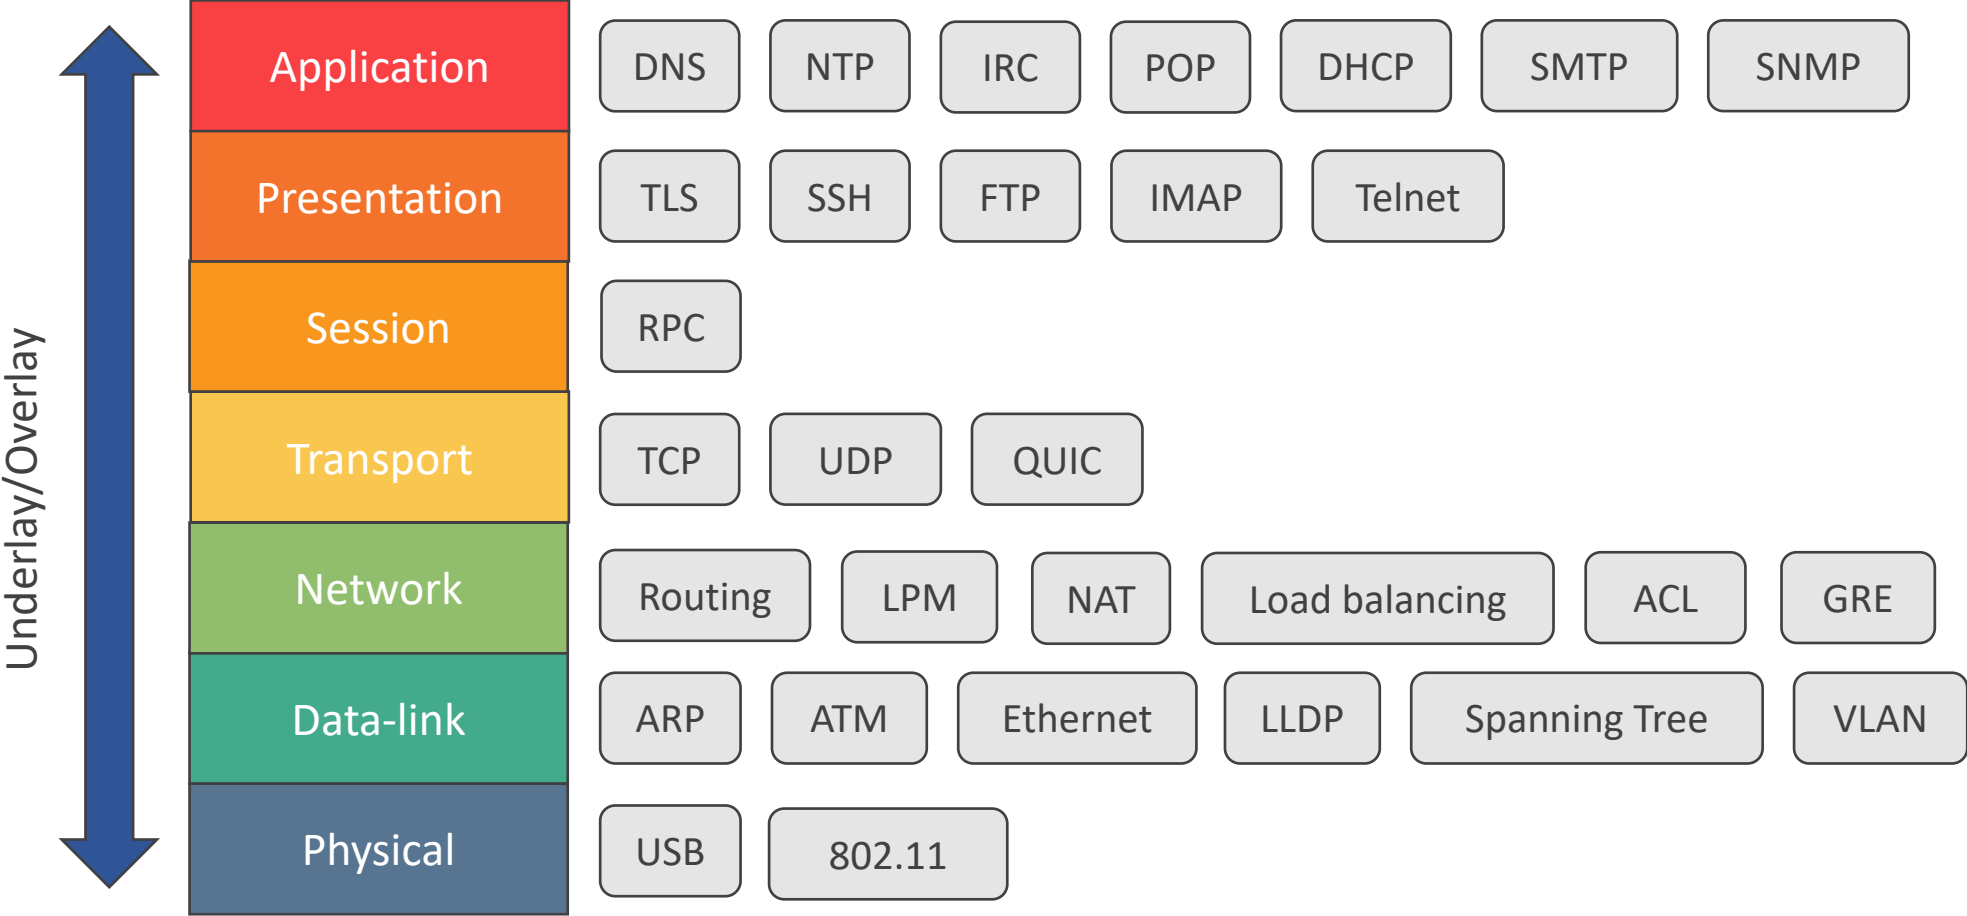 Underlay/Overlay
Application
DNS
NTP
IRC
POP
DHCP
SMTP
SNMP
Presentation
TLS
SSH
FTP
IMAP
Telnet
Session
RPC
Transport
TCP
UDP
QUIC
Network
Routing
LPM
NAT
Load balancing
ACL
GRE
Data-link
ARP
ATM
Ethernet
LLDP
Spanning Tree
VLAN
Physical
USB
802.11